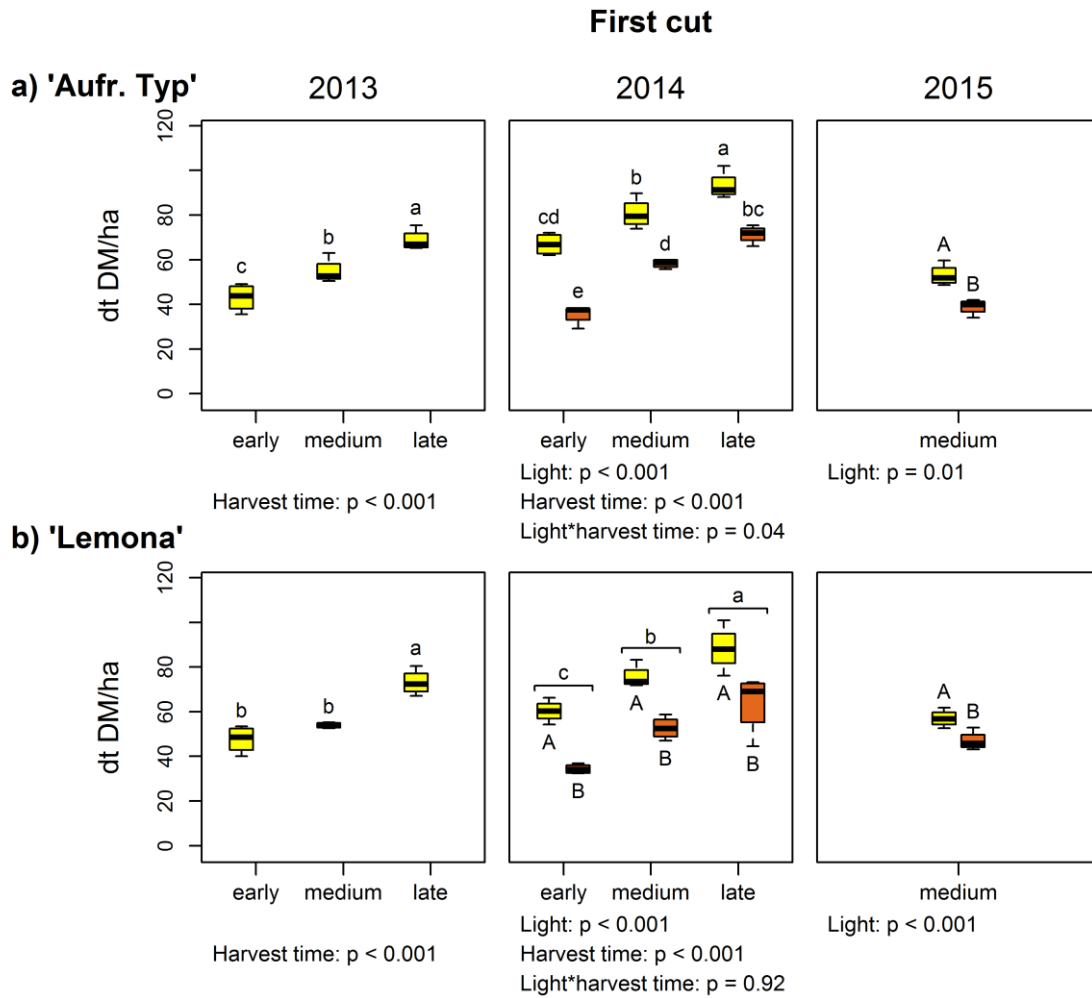 First cut
a) 'Aufr. Typ' 2013 2014 2015
dt DM/ha
0 20 40 60 80 120
c b a
cd e b d a bc
A B
early medium late
early medium late
medium
Harvest time: p < 0.001
Light: p < 0.001
Harvest time: p < 0.001
Light*harvest time: p = 0.04
Light: p = 0.01
b) 'Lemona'
dt DM/ha
0 20 40 60 80 120
b b a
c A B b A B a A B
A B
early medium late
early medium late
medium
Harvest time: p < 0.001
Light: p < 0.001
Harvest time: p < 0.001
Light*harvest time: p = 0.92
Light: p < 0.001